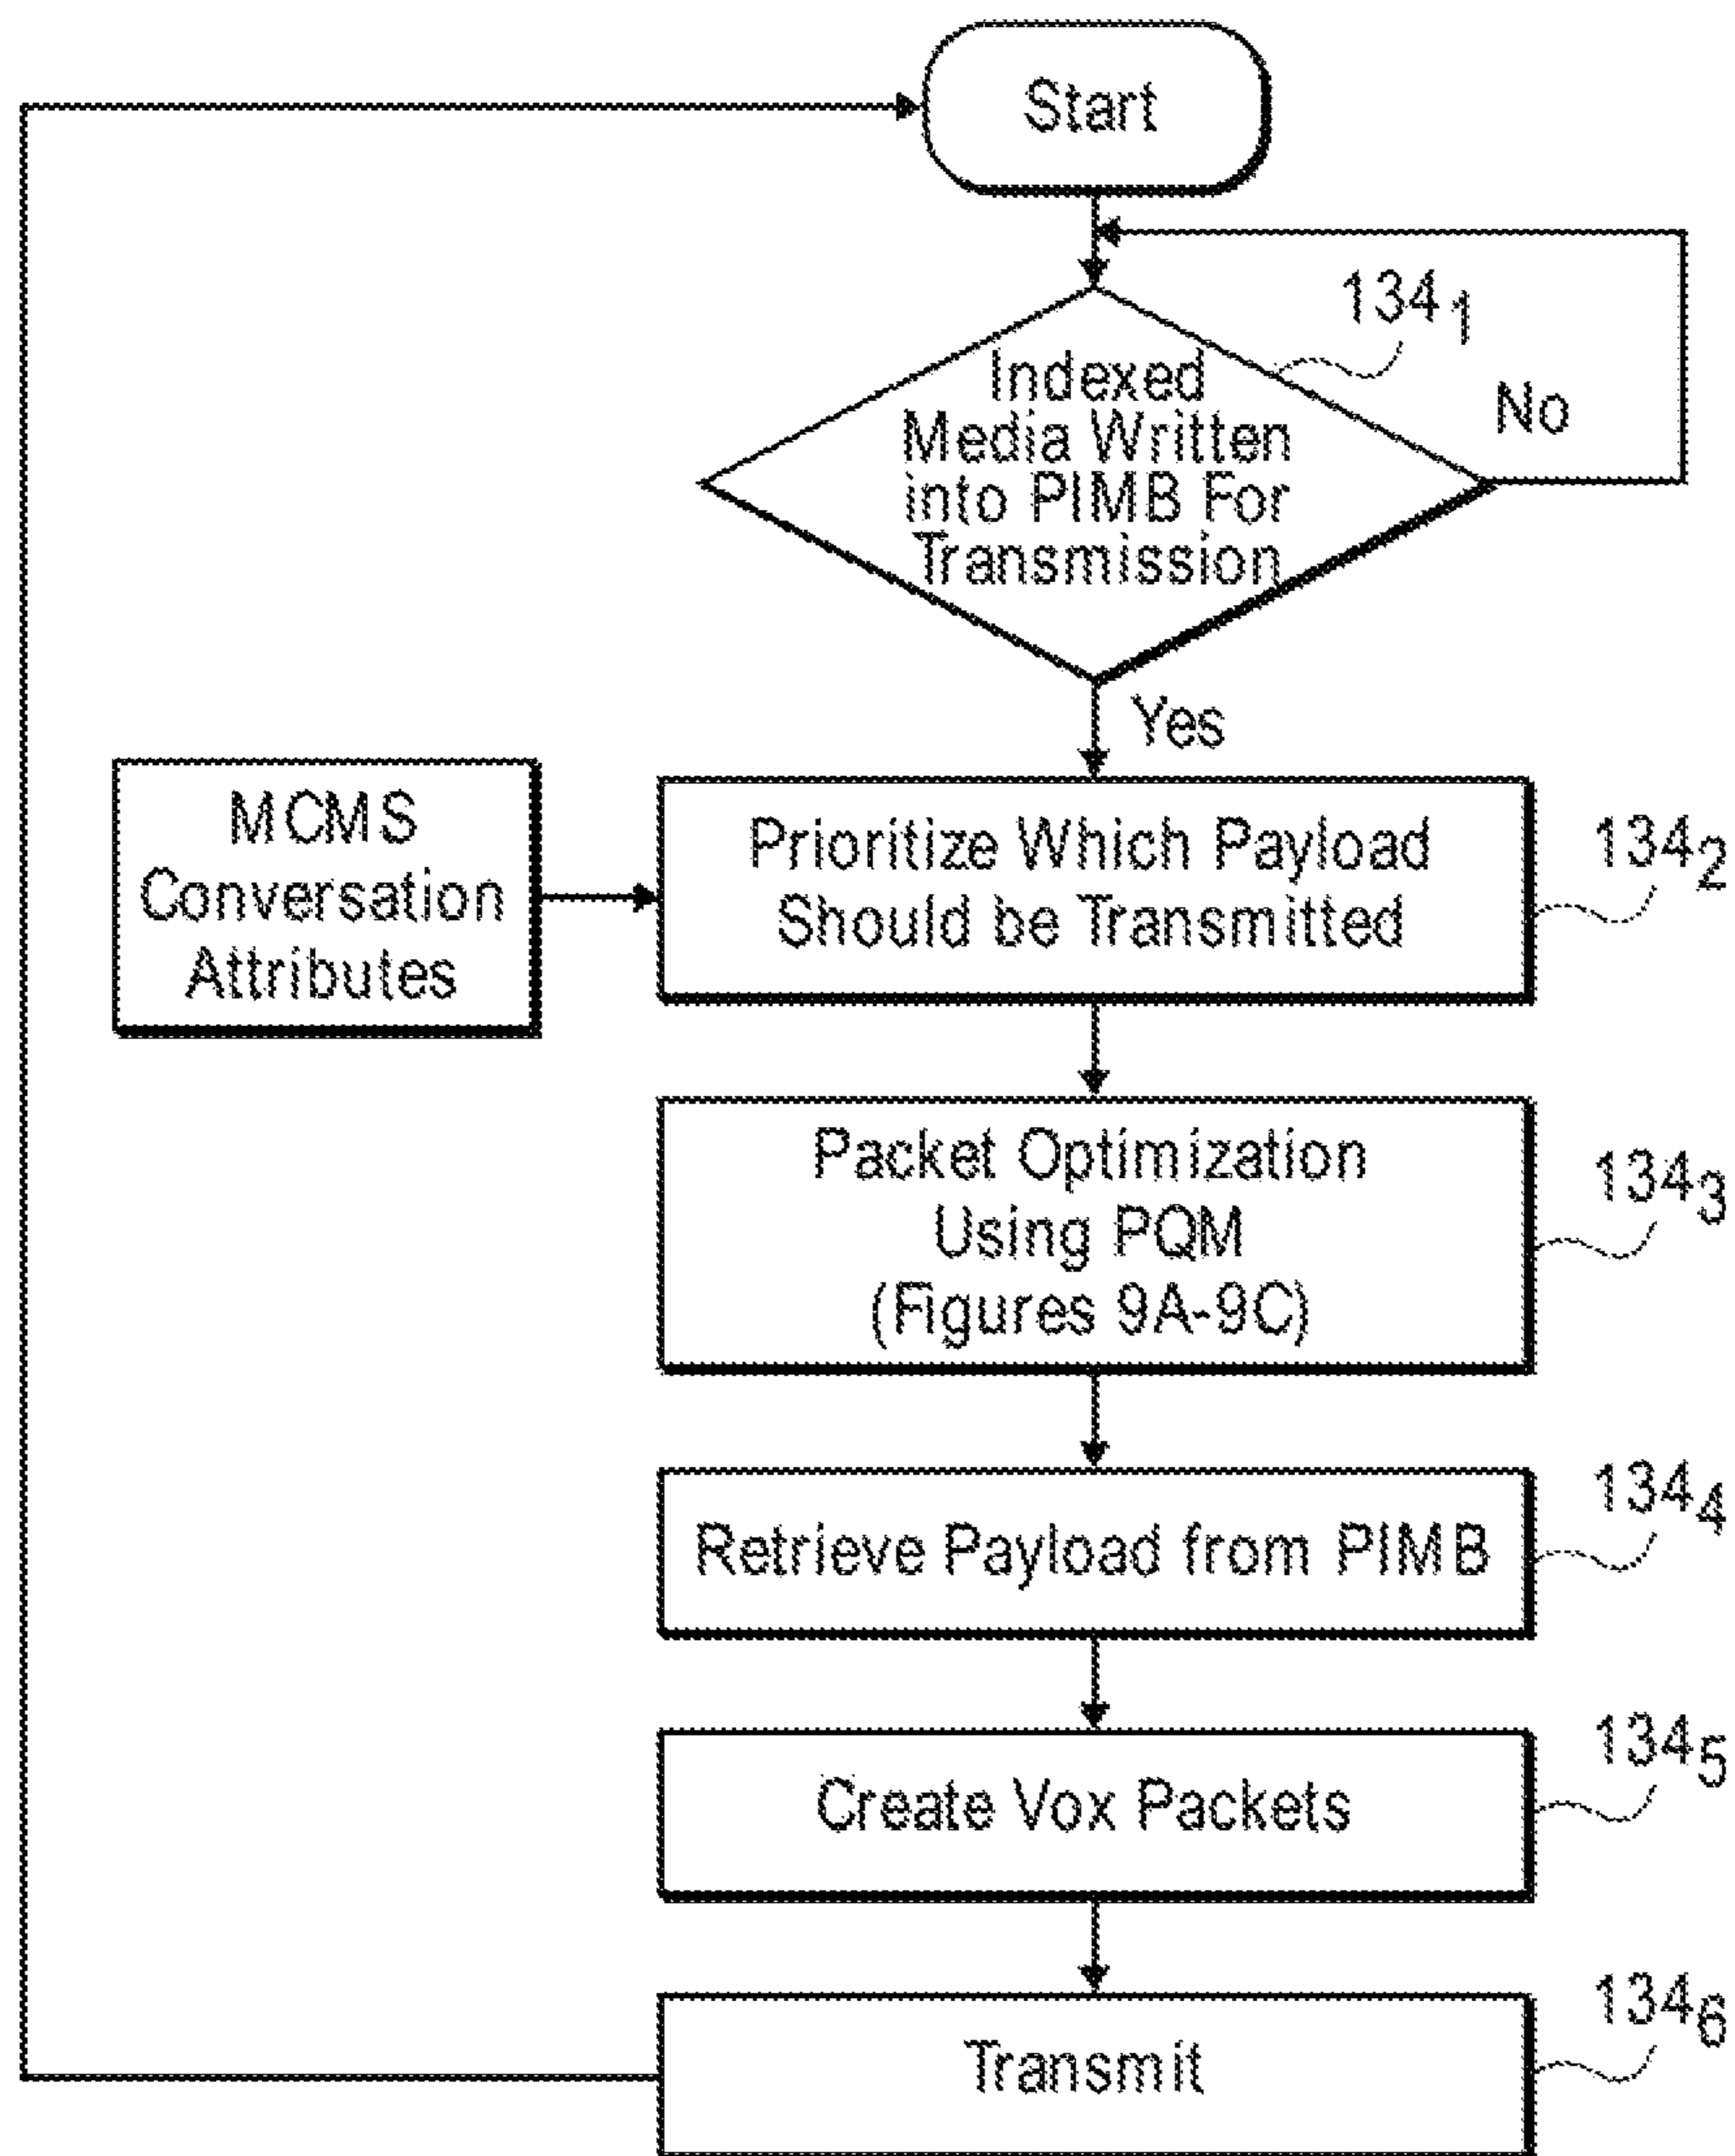 Start
134₁
Indexed
Media Written
into PIMB For
Transmission
No
Yes
MCMS
Conversation
Attributes
Prioritize Which Payload
Should be Transmitted
134₂
Packet Optimization
Using PQM
(Figures 9A-9C)
134₃
Retrieve Payload from PIMB
134₄
Create Vox Packets
134₅
Transmit
134₆